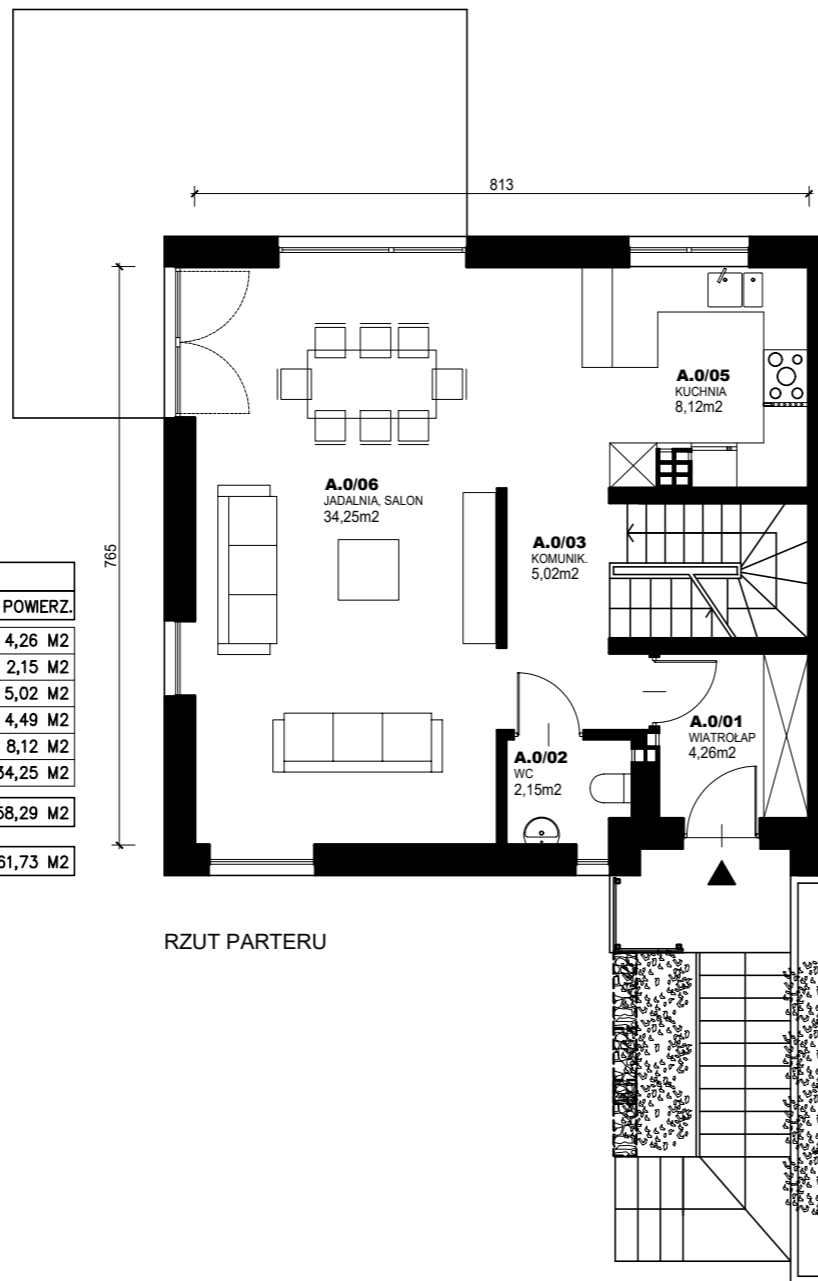 813
A.0/05
KUCHNIA
8,12m2
A.0/06
JADALNIA, SALON
34,25m2
A.0/03
KOMUNIK.
5,02m2
765
POWIERZ.
4,26 M2
2,15 M2
5,02 M2
4,49 M2
8,12 M2
34,25 M2
58,29 M2
61,73 M2
A.0/01
WIATROŁAP
4,26m2
A.0/02
WC
2,15m2
RZUT PARTERU